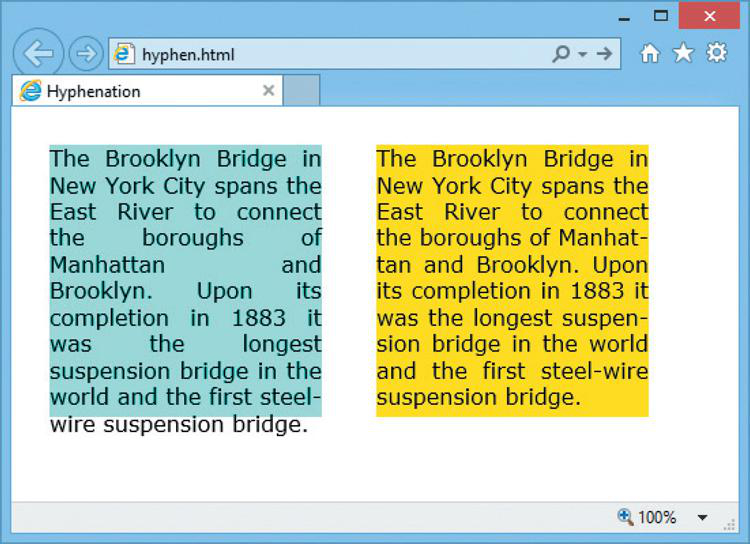 hyphen.html
Hyphenation
The Brooklyn Bridge in
New York City spans the
East River to connect
the boroughs of
Manhattan and
Brooklyn. Upon its
completion in 1883 it
was the longest
suspension bridge in the
world and the first steel-
wire suspension bridge.
The Brooklyn Bridge in
New York City spans the
East River to connect
the boroughs of Manhat-
tan and Brooklyn. Upon
its completion in 1883 it
was the longest suspen-
sion bridge in the world
and the first steel-wire
suspension bridge.
100%